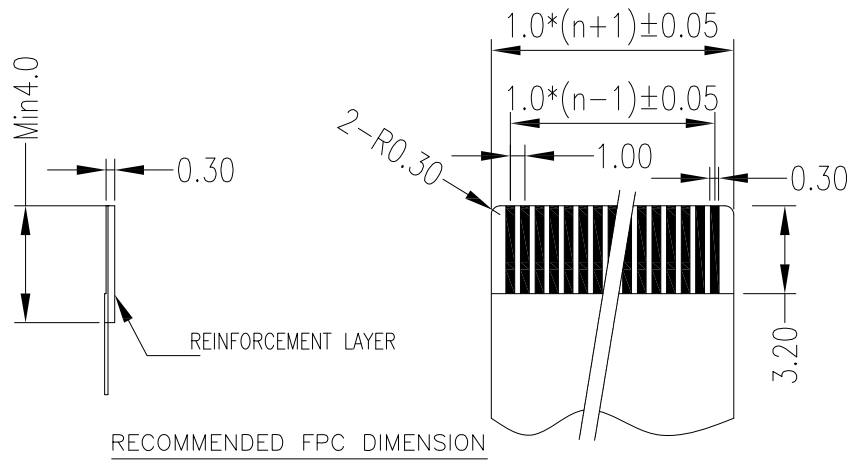 1.0*(n+1)±0.05
1.0*(n-1)±0.05
Min4.0
2-R0.30
1.00
0.30
0.30
REINFORCEMENT LAYER
3.20
RECOMMENDED FPC DIMENSION